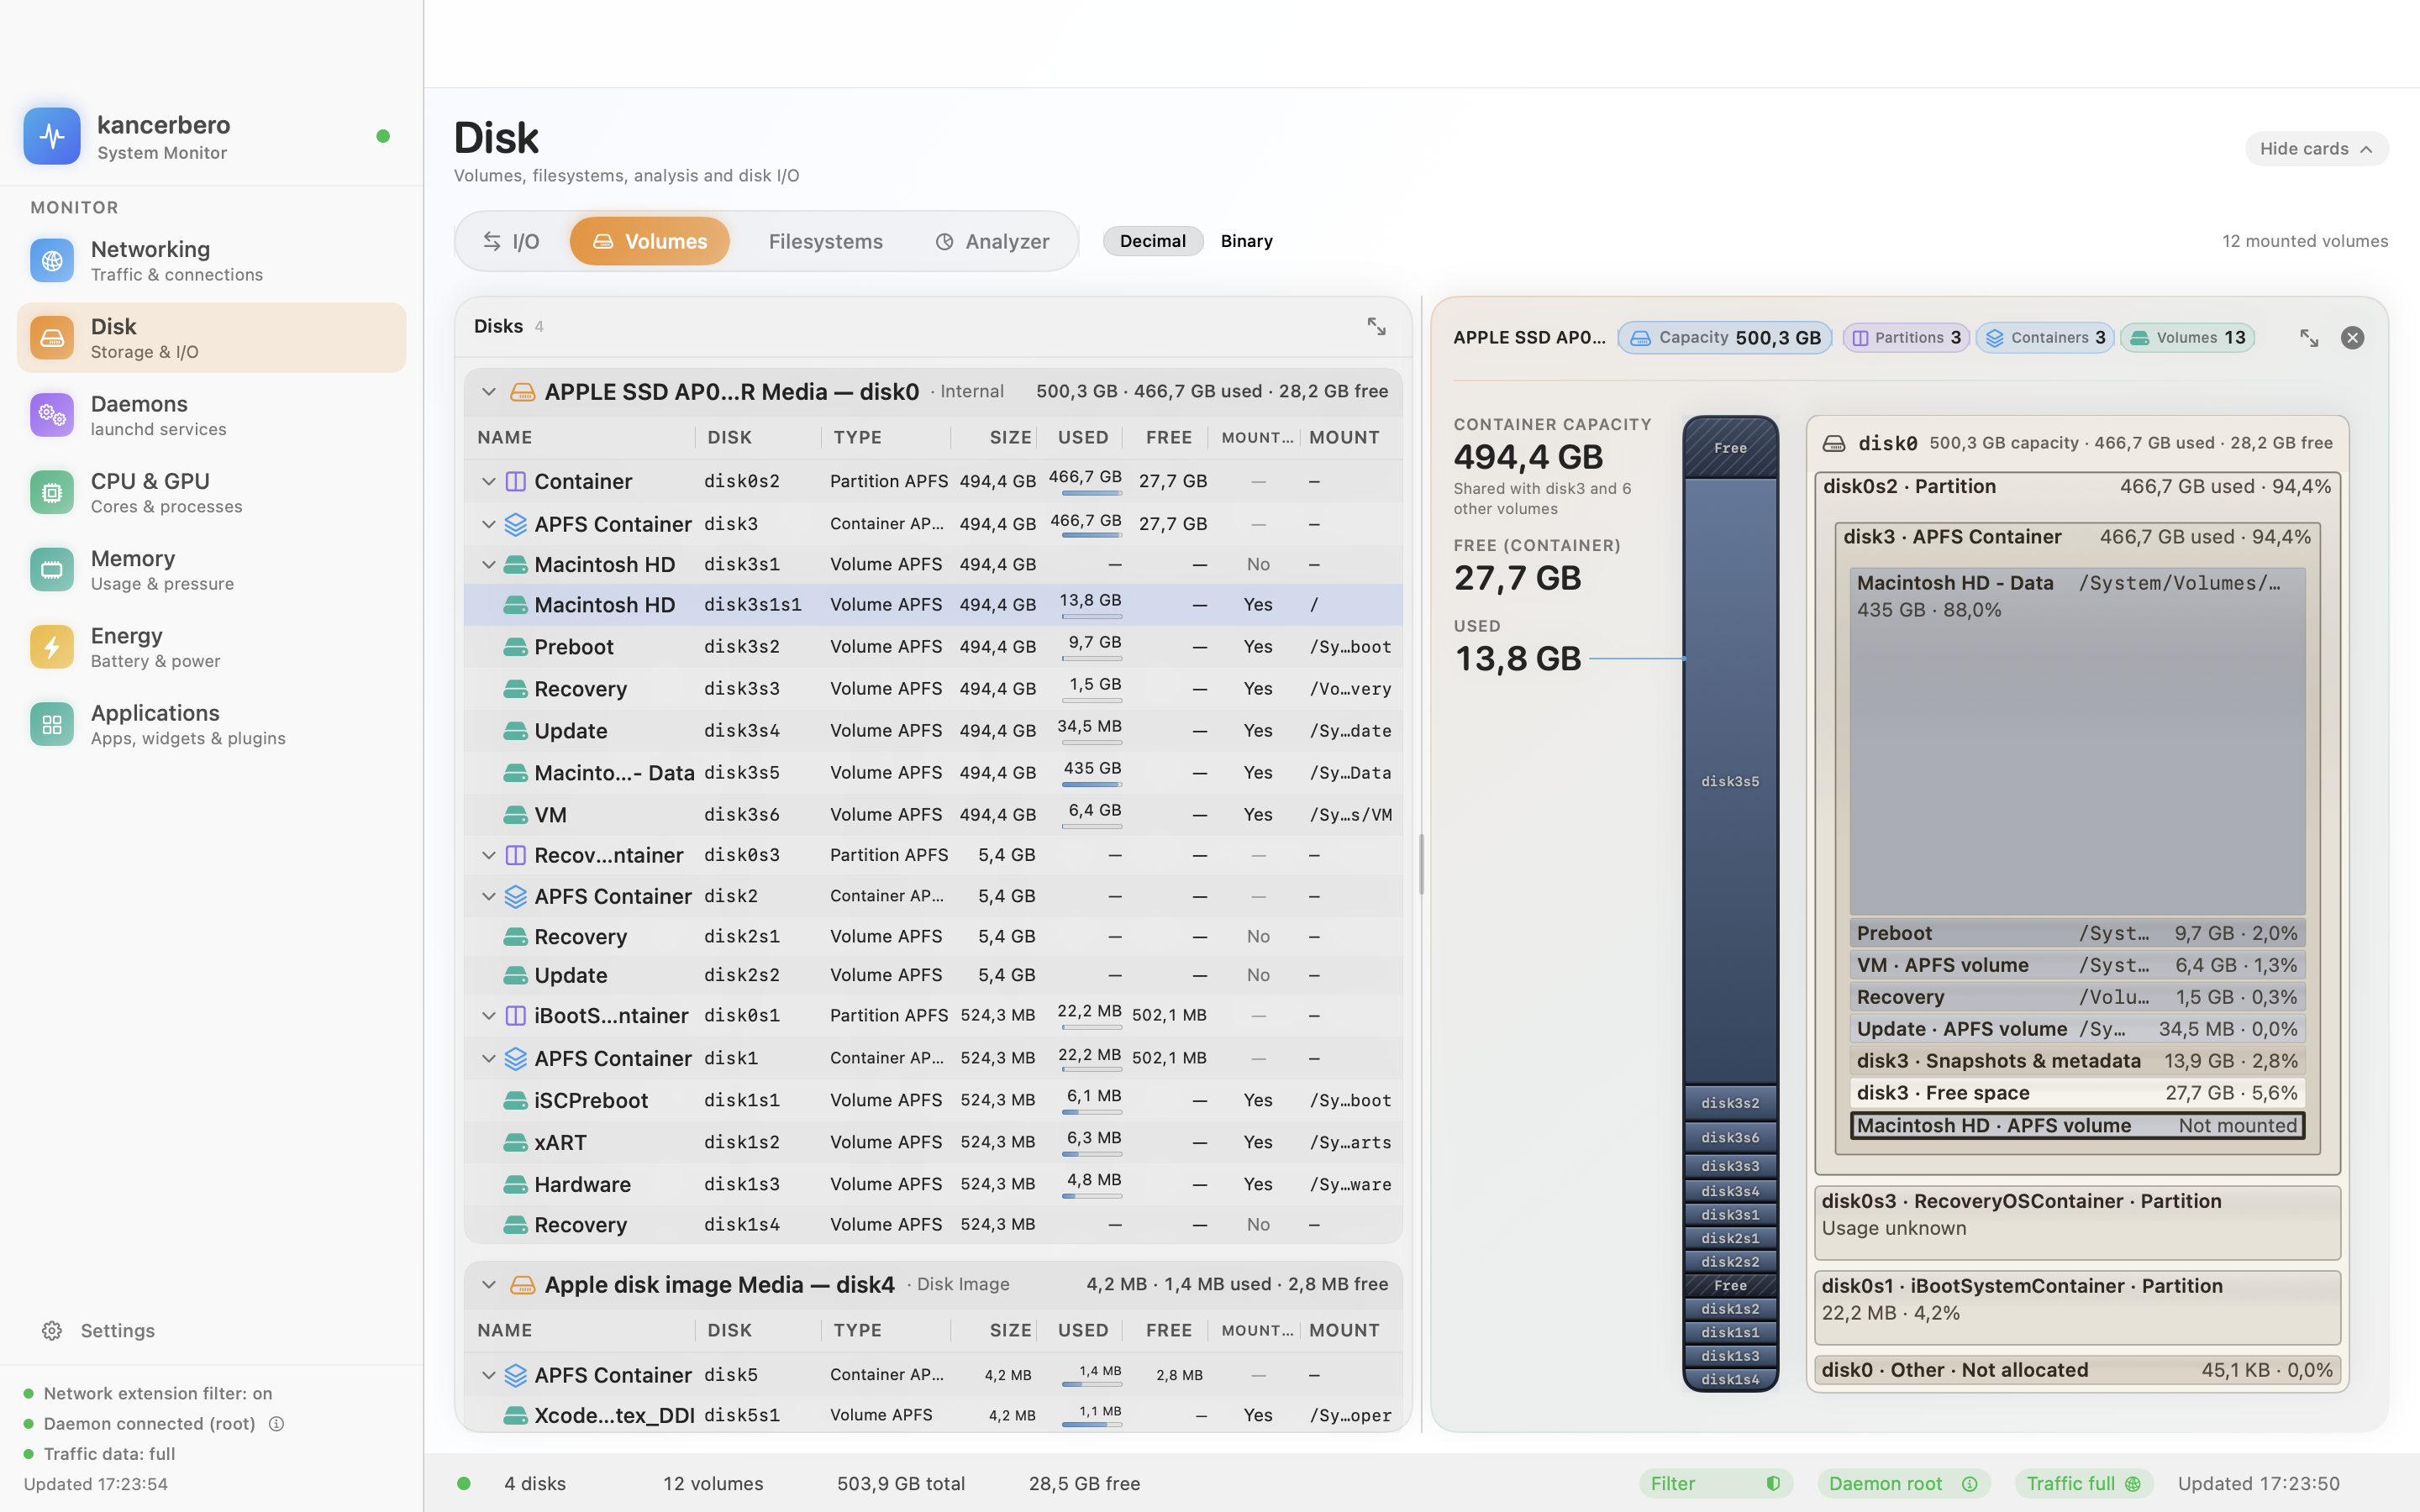 kancerbero
System Monitor
MONITOR
Networking
Traffic & connections
Disk
Storage & I/O
Daemons
launchd services
CPU & GPU
Cores & processes
Memory
Usage & pressure
Energy
Battery & power
Applications
Apps, widgets & plugins
Settings
Network extension filter: on
Daemon connected (root)
Traffic data: full
Updated 17:23:54
Disk
Volumes, filesystems, analysis and disk I/O
Hide cards
I/O Volumes Filesystems Analyzer Decimal Binary 12 mounted volumes
Disks 4
APPLE SSD AP0...R Media — disk0 · Internal 500,3 GB · 466,7 GB used · 28,2 GB free
NAME DISK TYPE SIZE USED FREE MOUNT... MOUNT
Container disk0s2 Partition APFS 494,4 GB 466,7 GB 27,7 GB — —
APFS Container disk3 Container AP... 494,4 GB 466,7 GB 27,7 GB — —
Macintosh HD disk3s1 Volume APFS 494,4 GB — — No —
Macintosh HD disk3s1s1 Volume APFS 494,4 GB 13,8 GB — Yes /
Preboot disk3s2 Volume APFS 494,4 GB 9,7 GB — Yes /Sy…boot
Recovery disk3s3 Volume APFS 494,4 GB 1,5 GB — Yes /Vo…very
Update disk3s4 Volume APFS 494,4 GB 34,5 MB — Yes /Sy…date
Macinto...- Data disk3s5 Volume APFS 494,4 GB 435 GB — Yes /Sy…Data
VM disk3s6 Volume APFS 494,4 GB 6,4 GB — Yes /Sy…s/VM
Recov...ntainer disk0s3 Partition APFS 5,4 GB — — — —
APFS Container disk2 Container AP... 5,4 GB — — — —
Recovery disk2s1 Volume APFS 5,4 GB — — No —
Update disk2s2 Volume APFS 5,4 GB — — No —
iBootS...ntainer disk0s1 Partition APFS 524,3 MB 22,2 MB 502,1 MB — —
APFS Container disk1 Container AP... 524,3 MB 22,2 MB 502,1 MB — —
iSCPreboot disk1s1 Volume APFS 524,3 MB 6,1 MB — Yes /Sy…boot
xART disk1s2 Volume APFS 524,3 MB 6,3 MB — Yes /Sy…arts
Hardware disk1s3 Volume APFS 524,3 MB 4,8 MB — Yes /Sy…ware
Recovery disk1s4 Volume APFS 524,3 MB — — No —
Apple disk image Media — disk4 · Disk Image 4,2 MB · 1,4 MB used · 2,8 MB free
NAME DISK TYPE SIZE USED FREE MOUNT... MOUNT
APFS Container disk5 Container AP... 4,2 MB 1,4 MB 2,8 MB — —
Xcode...tex_DDI disk5s1 Volume APFS 4,2 MB 1,1 MB — Yes /Sy…oper
APPLE SSD AP0... Capacity 500,3 GB Partitions 3 Containers 3 Volumes 13
CONTAINER CAPACITY
494,4 GB
Shared with disk3 and 6
other volumes
FREE (CONTAINER)
27,7 GB
USED
13,8 GB
Free
disk3s5
disk3s2
disk3s6
disk3s3
disk3s4
disk3s1
disk2s1
disk2s2
Free
disk1s2
disk1s1
disk1s3
disk1s4
disk0 500,3 GB capacity · 466,7 GB used · 28,2 GB free
disk0s2 · Partition 466,7 GB used · 94,4%
disk3 · APFS Container 466,7 GB used · 94,4%
Macintosh HD - Data /System/Volumes/…
435 GB · 88,0%
Preboot /Syst… 9,7 GB · 2,0%
VM · APFS volume /Syst… 6,4 GB · 1,3%
Recovery /Volu… 1,5 GB · 0,3%
Update · APFS volume /Sy… 34,5 MB · 0,0%
disk3 · Snapshots & metadata 13,9 GB · 2,8%
disk3 · Free space 27,7 GB · 5,6%
Macintosh HD · APFS volume Not mounted
disk0s3 · RecoveryOSContainer · Partition
Usage unknown
disk0s1 · iBootSystemContainer · Partition
22,2 MB · 4,2%
disk0 · Other · Not allocated 45,1 KB · 0,0%
4 disks 12 volumes 503,9 GB total 28,5 GB free Filter Daemon root Traffic full Updated 17:23:50